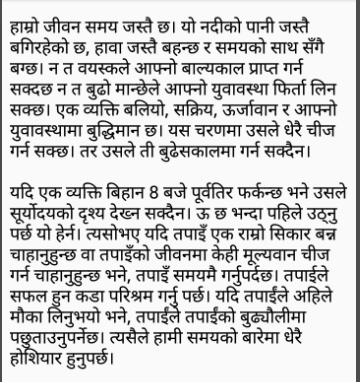 हाम्रो जीवन समय जस्तै छ। यो नदीको पानी जस्तै
बगिरहेको छ, हावा जस्तै बहन्छ र समयको साथ सँगै
बग्छ। न त वयस्कले आफ्नो बाल्यकाल प्राप्त गर्न
सक्दछ न त बुढो मान्छेले आफ्नो युवावस्था फिर्ता लिन
सक्छ। एक व्यक्ति बलियो, सक्रिय, ऊर्जावान र आफ्नो
युवावस्थामा बुद्धिमान छ। यस चरणमा उसले धेरै चीज
गर्न सक्छ। तर उसले ती बुढेसकालमा गर्न सक्दैन।
यदि एक व्यक्ति बिहान 8 बजे पूर्वतिर फर्कन्छ भने उसले
सूर्योदयको दृश्य देख्न सक्दैन। ऊ छ भन्दा पहिले उठ्नु
पर्छ यो हेर्न। त्यसोभए यदि तपाइँ एक राम्रो सिकार बन्न
चाहानुहुन्छ वा तपाइँको जीवनमा केही मूल्यवान चीज
गर्न चाहानुहुन्छ भने, तपाइँ समयमै गर्नुपर्दछ। तपाईले
सफल हुन कडा परिश्रम गर्नु पर्छ। यदि तपाईंले अहिले
मौका लिनुभयो भने, तपाईंले तपाईंको बुढ्यौलीमा
पछुताउनुपर्नेछ। त्यसैले हामी समयको बारेमा धेरै
होशियार हुनुपर्छ।